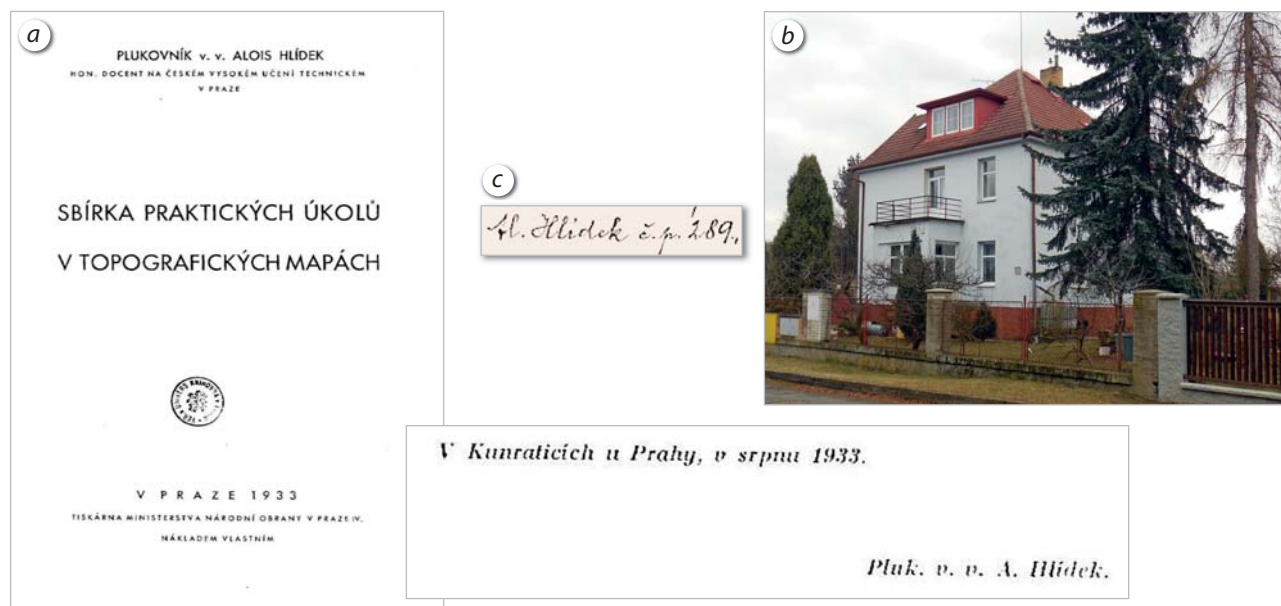 a
PLUKOVNÍK v. v. ALOIS HLÍDEK
HON. DOCENT NA ČESKÉM VYSOKÉM UČENÍ TECHNICKÉM
V PRAZE
SBÍRKA PRAKTICKÝCH ÚKOLŮ
V TOPOGRAFICKÝCH MAPÁCH
V PRAZE 1933
TISKÁRNA MINISTERSTVA NÁRODNÍ OBRANY V PRAZE IV.
NÁKLADEM VLASTNÍM
b
c
Al. Hlídek č. p. 289.,
V Kunraticích u Prahy, v srpnu 1933.
Pluk. v. v. A. Hlídek.